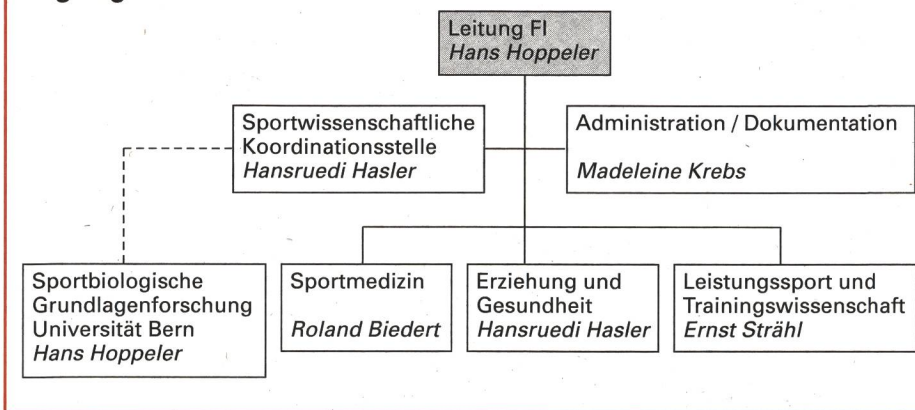 Leitung FI
Hans Hoppeler
Sportwissenschaftliche
Koordinationsstelle
Hansruedi Hasler
Administration / Dokumentation
Madeleine Krebs
Sportbiologische
Grundlagenforschung
Universität Bern
Hans Hoppeler
Sportmedizin
Roland Biedert
Erziehung und
Gesundheit
Hansruedi Hasler
Leistungssport und
Trainingswissenschaft
Ernst Strähl